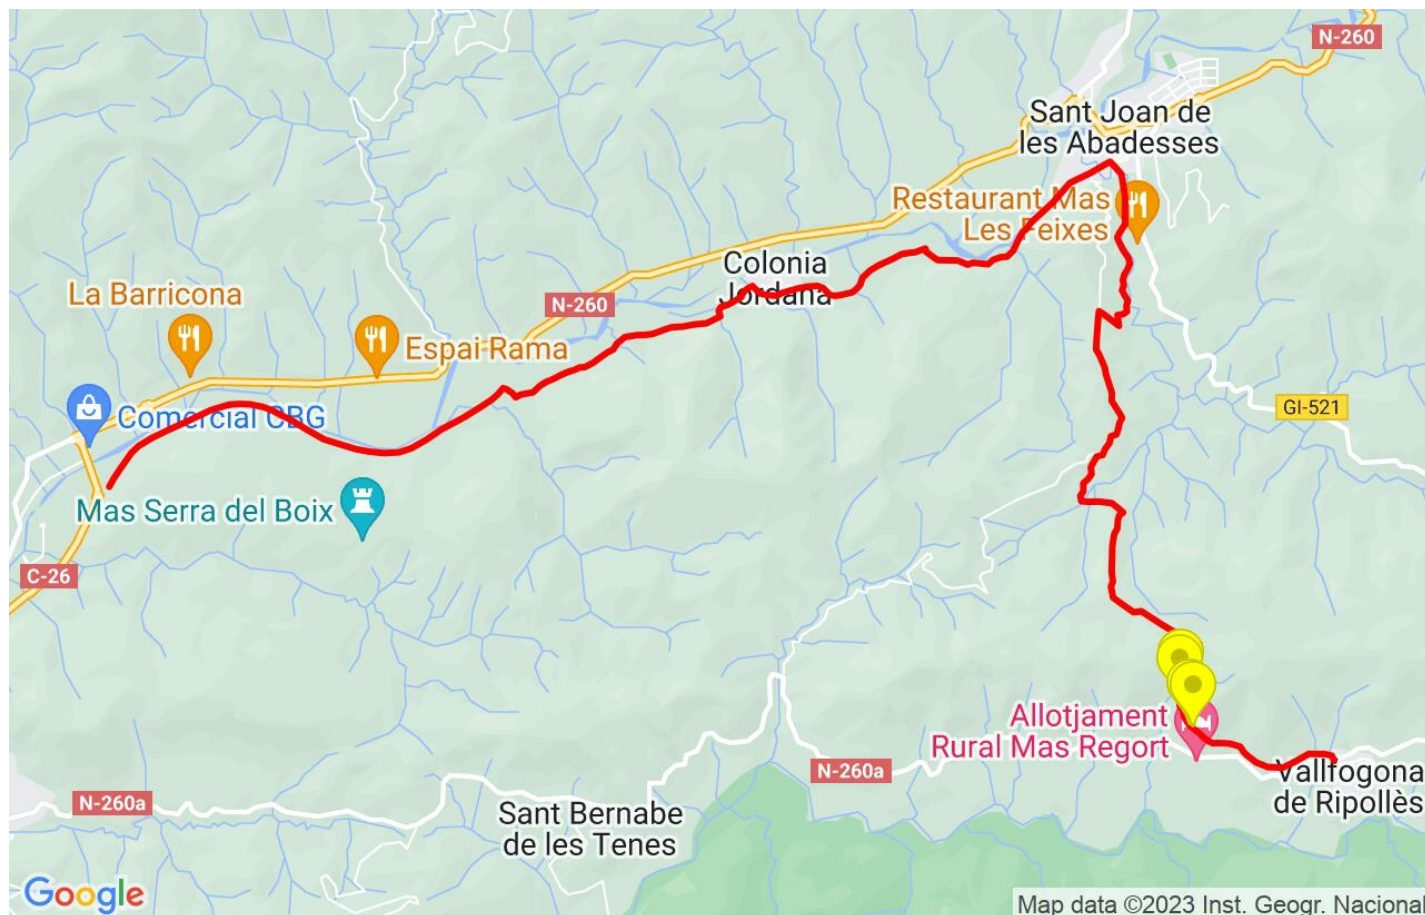 N-260
Sant Joan de
les Abadesses
Restaurant Mas
Les Feixes
Colonia
Jordana
La Barricona
N-260
Espai Rama
Comercial CBG
GI-521
Mas Serra del Boix
C-26
Allotjament
Rural Mas Regort
N-260a
Vallfogona
de Ripollès
N-260a
Sant Bernabe
de les Tenes
Google
Map data ©2023 Inst. Geogr. Nacional